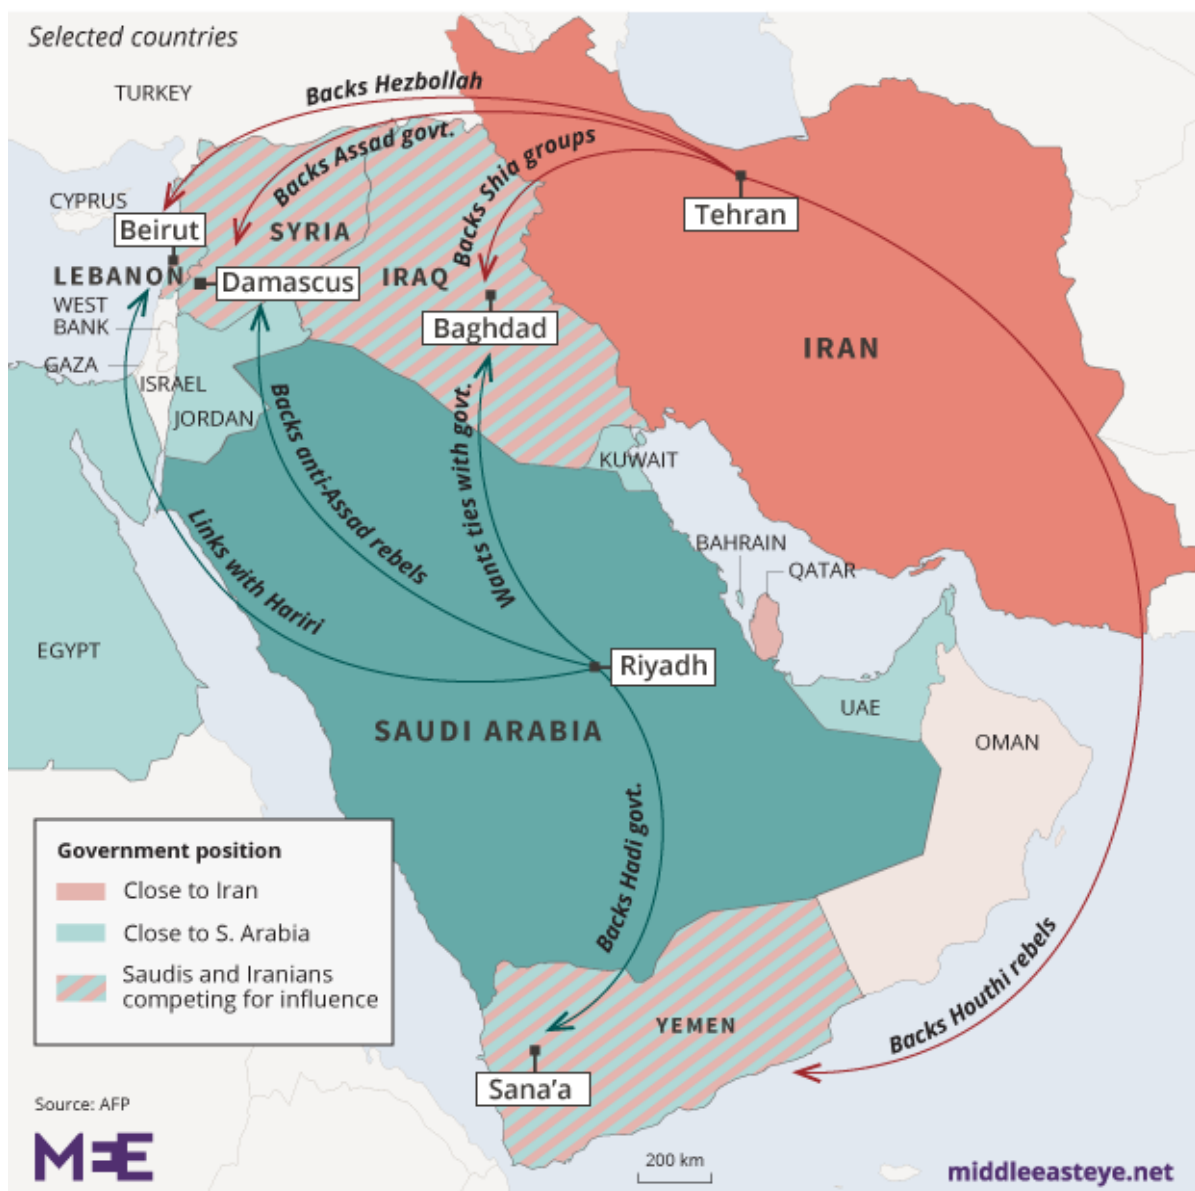 Selected countries
TURKEY
Backs Hezbollah
Backs Assad govt.
Backs Shia groups
CYPRUS
Beirut
Tehran
SYRIA
LEBANON
Damascus
IRAQ
WEST
BANK
Baghdad
IRAN
GAZA
ISRAEL
JORDAN
Backs anti-Assad rebels
Wants ties with govt.
KUWAIT
Links with Hariri
BAHRAIN
QATAR
EGYPT
Riyadh
SAUDI ARABIA
UAE
OMAN
Backs Hadi govt.
Government position
Close to Iran
Close to S. Arabia
Saudis and Iranians
competing for influence
Backs Houthi rebels
YEMEN
Sana'a
Source: AFP
MEE
200 km
middleeasteye.net